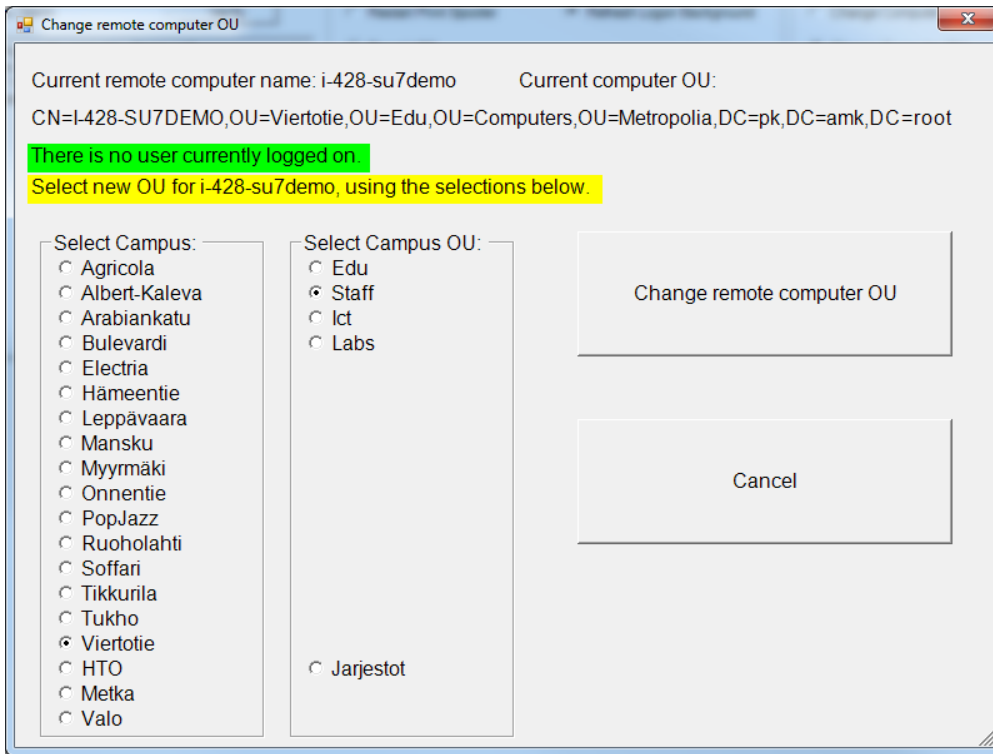 Change remote computer OU
Current remote computer name: i-428-su7demo Current computer OU:
CN=I-428-SU7DEMO,OU=Viertotie,OU=Edu,OU=Computers,OU=Metropolia,DC=pk,DC=amk,DC=root
There is no user currently logged on.
Select new OU for i-428-su7demo, using the selections below.
Select Campus:
Agricola
Albert-Kaleva
Arabiankatu
Bulevardi
Electria
Hämeentie
Leppävaara
Mansku
Myyrmäki
Onnentie
PopJazz
Ruoholahti
Soffari
Tikkurila
Tukho
Viertotie
HTO
Metka
Valo
Select Campus OU:
Edu
Staff
Ict
Labs
Jarjestot
Change remote computer OU
Cancel